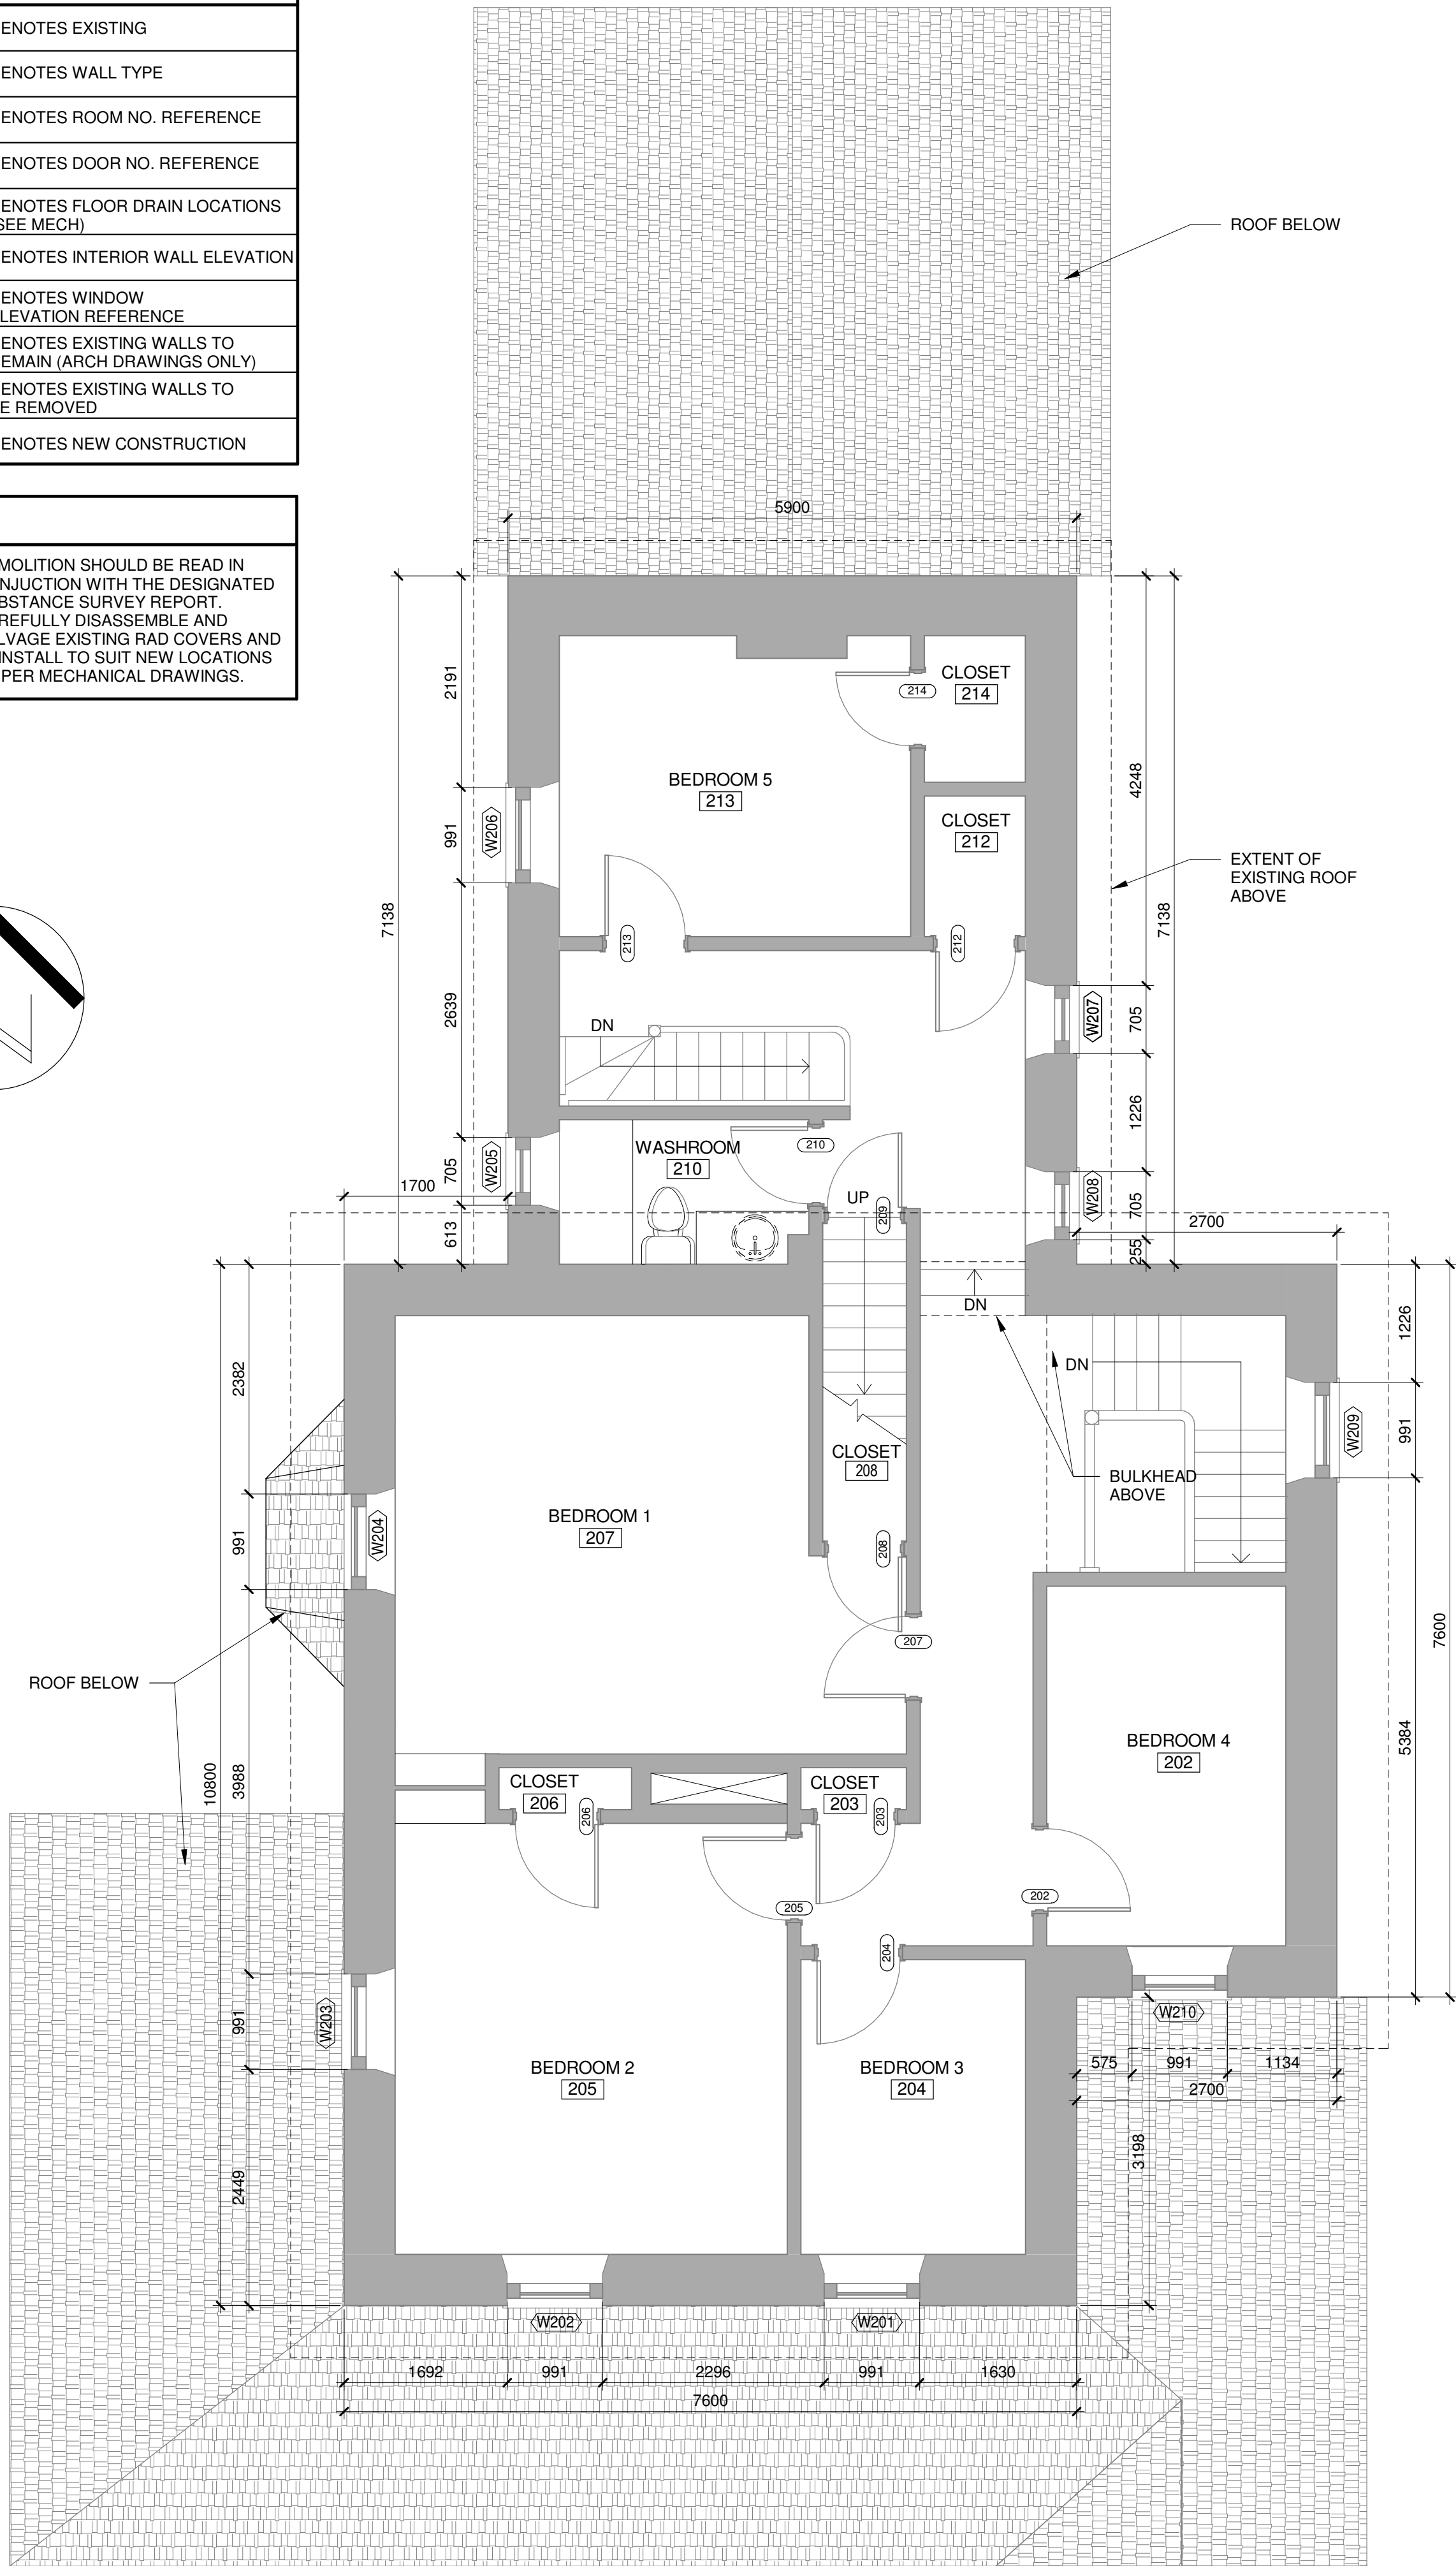 ENOTES EXISTING
ENOTES WALL TYPE
ENOTES ROOM NO. REFERENCE
ENOTES DOOR NO. REFERENCE
ENOTES FLOOR DRAIN LOCATIONS
SEE MECH)
ENOTES INTERIOR WALL ELEVATION
ENOTES WINDOW
LEVATION REFERENCE
ENOTES EXISTING WALLS TO
EMAIN (ARCH DRAWINGS ONLY)
ENOTES EXISTING WALLS TO
E REMOVED
ENOTES NEW CONSTRUCTION
MOLITION SHOULD BE READ IN
NJUCTION WITH THE DESIGNATED
BSTANCE SURVEY REPORT.
REFULLY DISASSEMBLE AND
LVAGE EXISTING RAD COVERS AND
INSTALL TO SUIT NEW LOCATIONS
PER MECHANICAL DRAWINGS.
ROOF BELOW
5900
2191
991
2639
705
613
7138
1700
W206
W205
BEDROOM 5
213
214
CLOSET
214
CLOSET
212
213
212
DN
WASHROOM
210
210
UP
209
4248
705
1226
705
255
7138
W207
W208
EXTENT OF
EXISTING ROOF
ABOVE
2700
DN
DN
BULKHEAD
ABOVE
W209
1226
991
5384
7600
CLOSET
208
208
207
BEDROOM 1
207
W204
2382
991
3988
991
2449
10800
ROOF BELOW
BEDROOM 4
202
202
CLOSET
206
206
CLOSET
203
203
205
204
W203
BEDROOM 2
205
BEDROOM 3
204
W210
575
991
1134
2700
3198
W202
W201
1692
991
2296
991
1630
7600